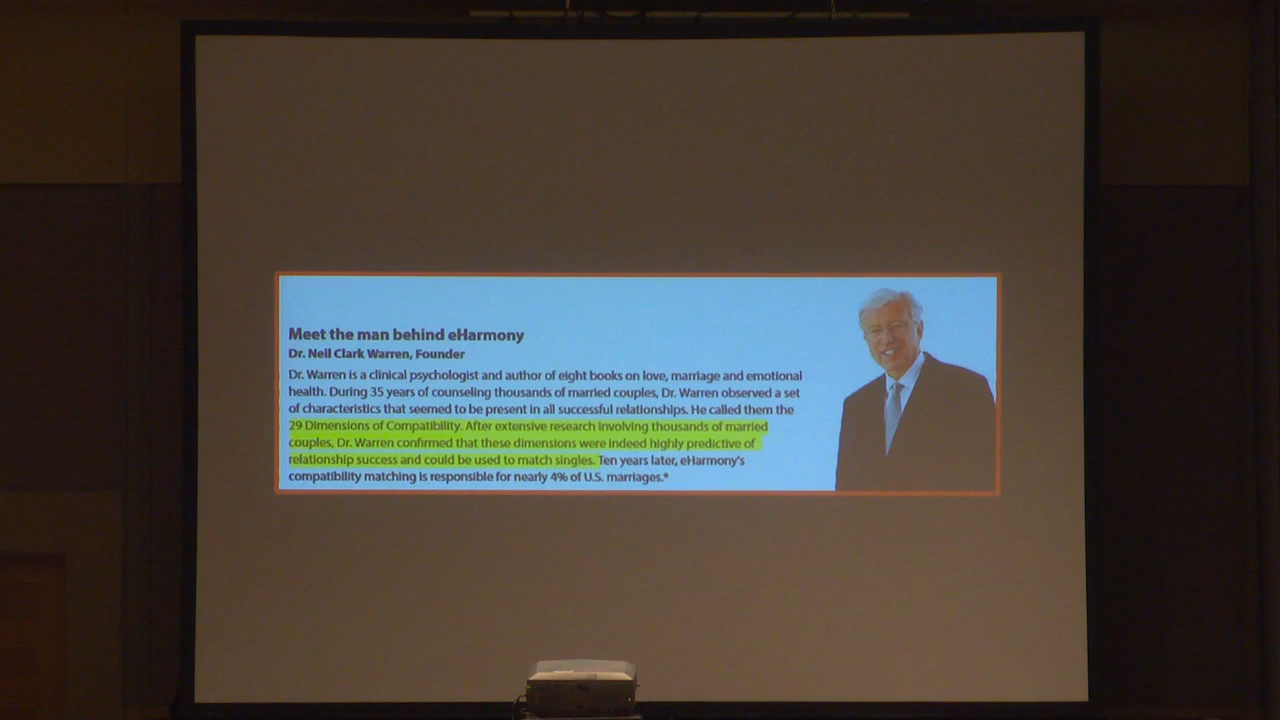 Meet the man behind eHarmony
Dr. Neil Clark Warren, Founder
Dr. Warren is a clinical psychologist and author of eight books on love, marriage and emotional
health. During 35 years of counseling thousands of married couples, Dr. Warren observed a set
of characteristics that seemed to be present in all successful relationships. He called them the
29 Dimensions of Compatibility. After extensive research involving thousands of married
couples, Dr. Warren confirmed that these dimensions were indeed highly predictive of
relationship success and could be used to match singles. Ten years later, eHarmony's
compatibility matching is responsible for nearly 4% of U.S. marriages.*